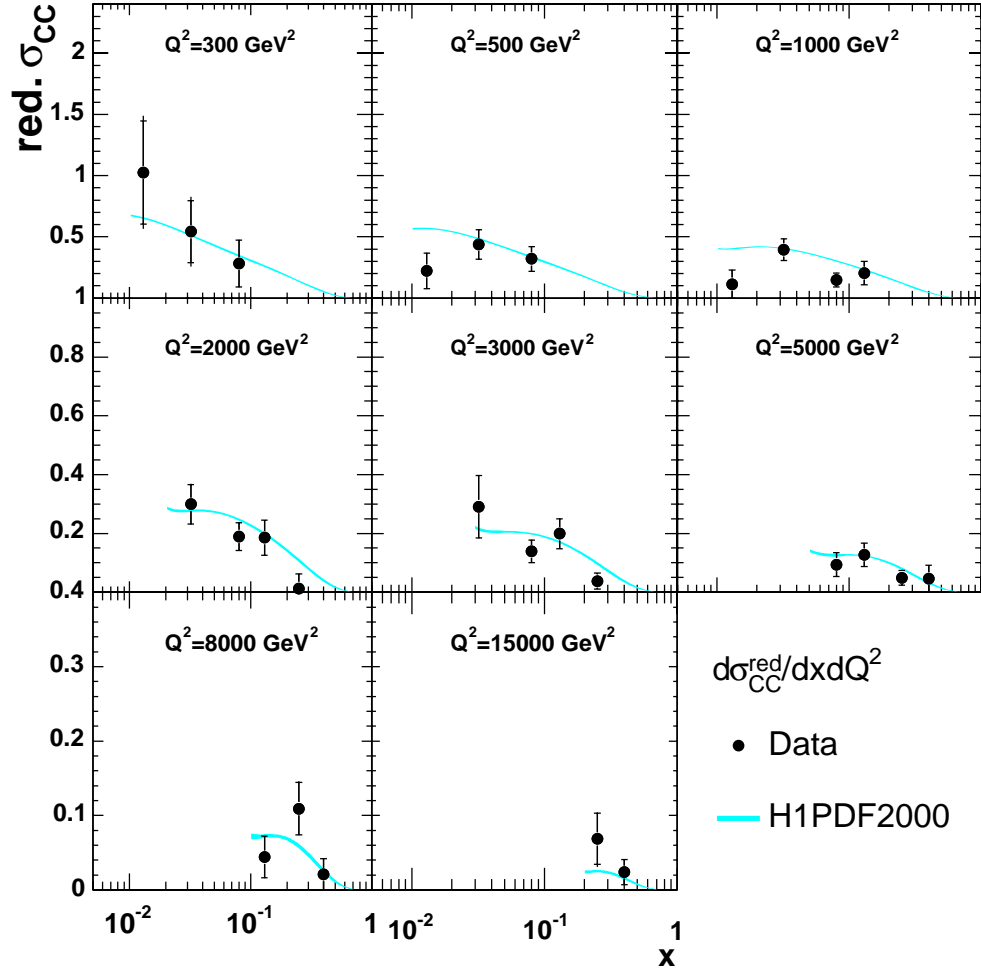 red. σCC
Q²=300 GeV²
Q²=500 GeV²
Q²=1000 GeV²
2
1.5
1
0.5
1
Q²=2000 GeV²
Q²=3000 GeV²
Q²=5000 GeV²
0.8
0.6
0.4
0.2
0.4
Q²=8000 GeV²
Q²=15000 GeV²
0.3
0.2
0.1
0
dσCC^red/dxdQ²
Data
H1PDF2000
10⁻² 10⁻¹ 1 10⁻² 10⁻¹ 1
x